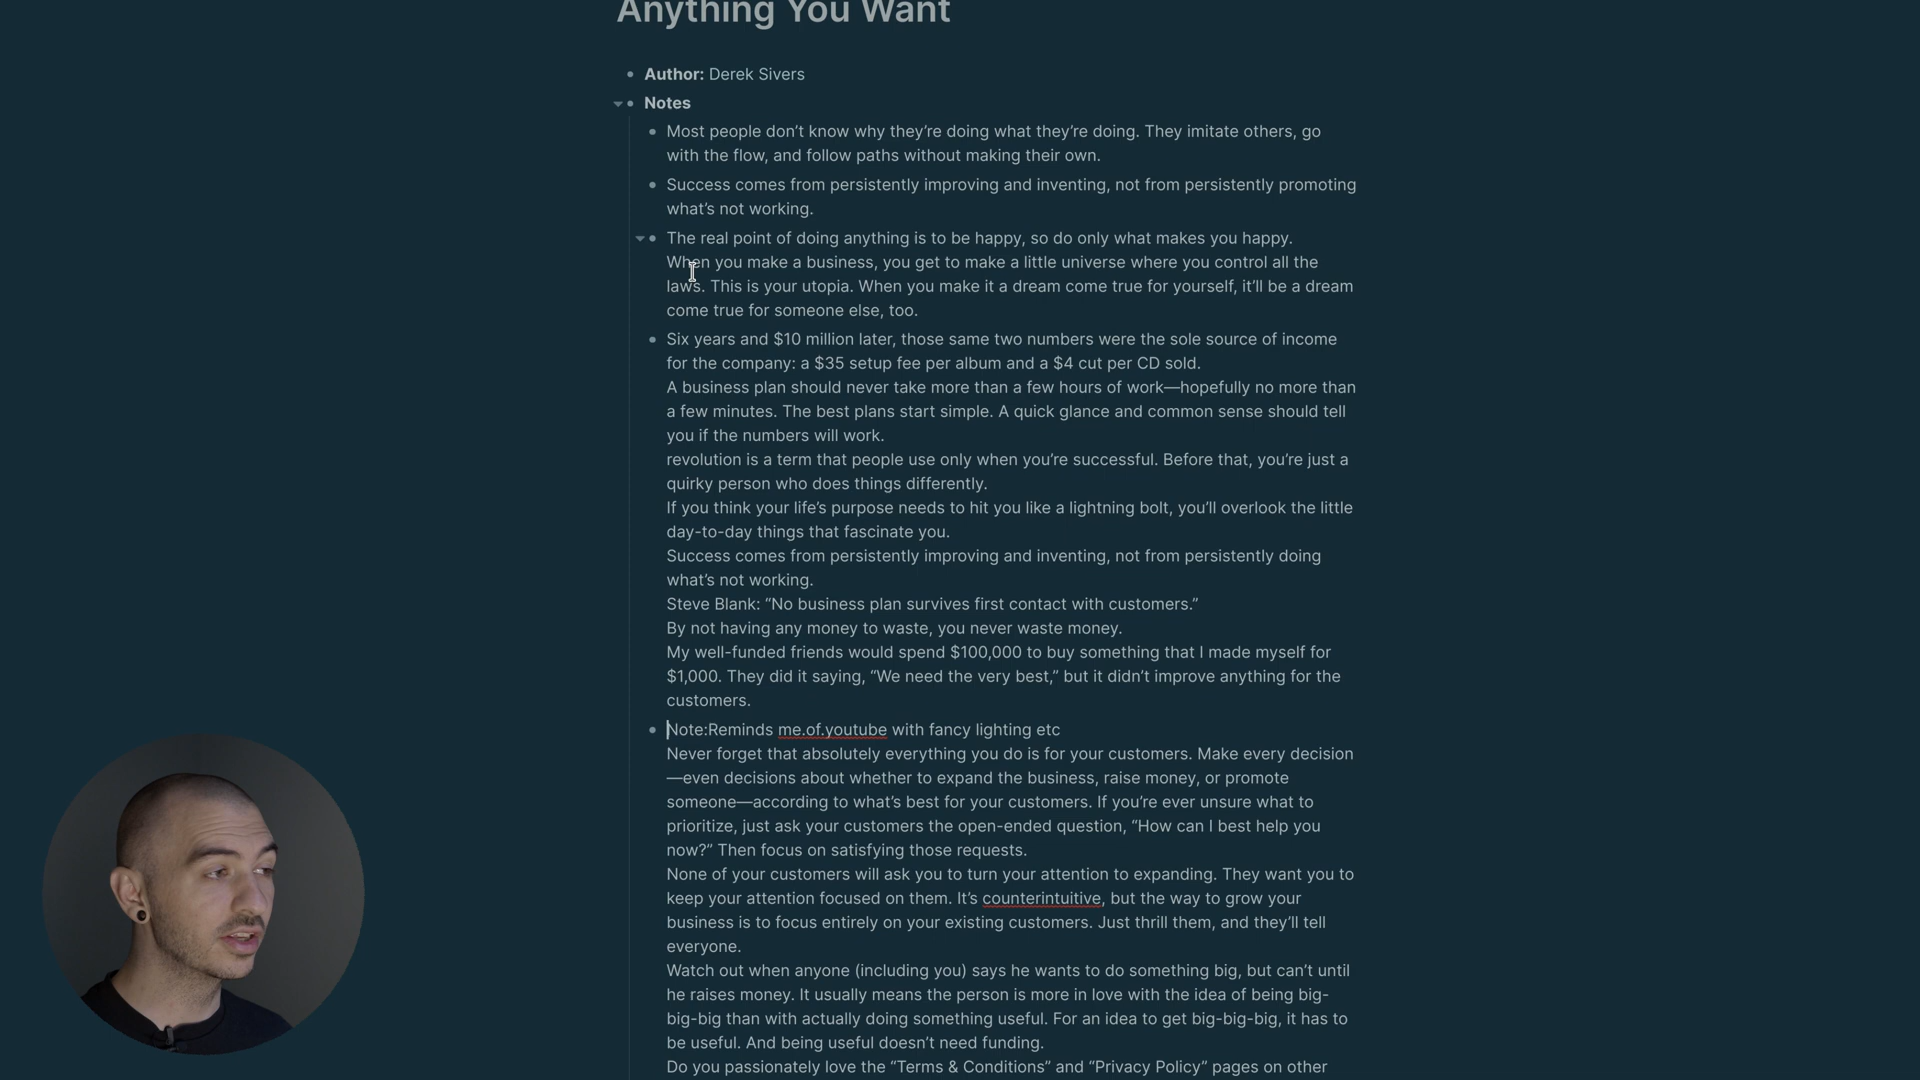 Anything You Want
Author: Derek Sivers
Notes
Most people don’t know why they’re doing what they’re doing. They imitate others, go
with the flow, and follow paths without making their own.
Success comes from persistently improving and inventing, not from persistently promoting
what’s not working.
The real point of doing anything is to be happy, so do only what makes you happy.
When you make a business, you get to make a little universe where you control all the
laws. This is your utopia. When you make it a dream come true for yourself, it’ll be a dream
come true for someone else, too.
Six years and $10 million later, those same two numbers were the sole source of income
for the company: a $35 setup fee per album and a $4 cut per CD sold.
A business plan should never take more than a few hours of work—hopefully no more than
a few minutes. The best plans start simple. A quick glance and common sense should tell
you if the numbers will work.
revolution is a term that people use only when you’re successful. Before that, you’re just a
quirky person who does things differently.
If you think your life’s purpose needs to hit you like a lightning bolt, you’ll overlook the little
day-to-day things that fascinate you.
Success comes from persistently improving and inventing, not from persistently doing
what’s not working.
Steve Blank: “No business plan survives first contact with customers.”
By not having any money to waste, you never waste money.
My well-funded friends would spend $100,000 to buy something that I made myself for
$1,000. They did it saying, “We need the very best,” but it didn’t improve anything for the
customers.
Note:Reminds me.of.youtube with fancy lighting etc
Never forget that absolutely everything you do is for your customers. Make every decision
—even decisions about whether to expand the business, raise money, or promote
someone—according to what’s best for your customers. If you’re ever unsure what to
prioritize, just ask your customers the open-ended question, “How can I best help you
now?” Then focus on satisfying those requests.
None of your customers will ask you to turn your attention to expanding. They want you to
keep your attention focused on them. It’s counterintuitive, but the way to grow your
business is to focus entirely on your existing customers. Just thrill them, and they’ll tell
everyone.
Watch out when anyone (including you) says he wants to do something big, but can’t until
he raises money. It usually means the person is more in love with the idea of being big-
big-big than with actually doing something useful. For an idea to get big-big-big, it has to
be useful. And being useful doesn’t need funding.
Do you passionately love the “Terms & Conditions” and “Privacy Policy” pages on other